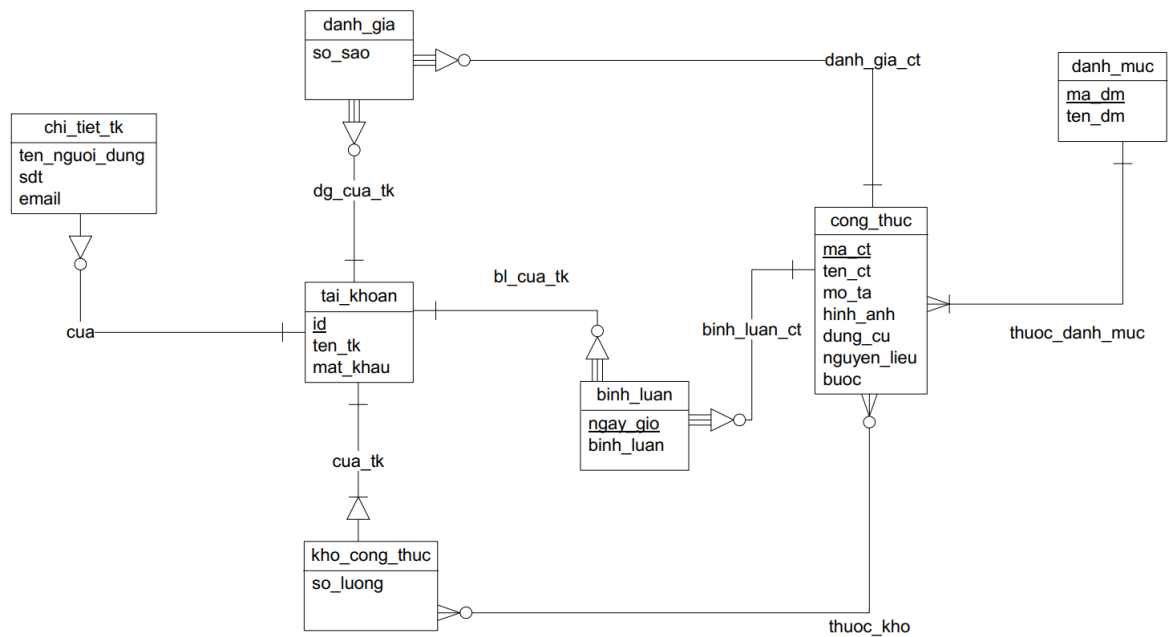 danh_gia
so_sao
danh_gia_ct
danh_muc
ma_dm
ten_dm
chi_tiet_tk
ten_nguoi_dung
sdt
email
dg_cua_tk
cong_thuc
ma_ct
ten_ct
mo_ta
hinh_anh
dung_cu
nguyen_lieu
buoc
bl_cua_tk
tai_khoan
id
ten_tk
mat_khau
cua
binh_luan_ct
thuoc_danh_muc
binh_luan
ngay_gio
binh_luan
cua_tk
kho_cong_thuc
so_luong
thuoc_kho